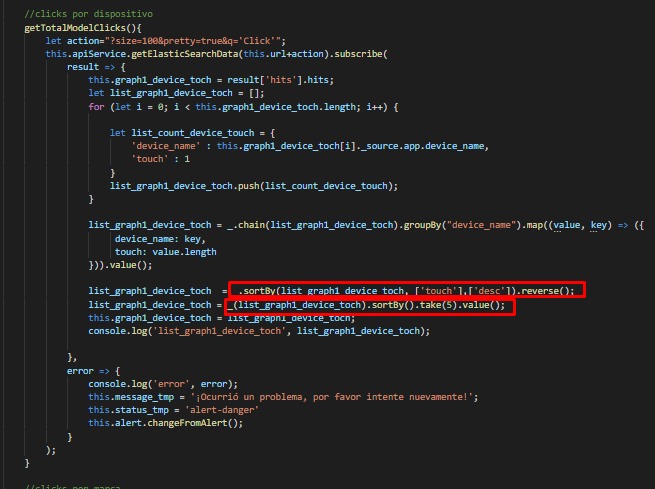 //clicks por dispositivo
getTotalModelClicks(){
let action="?size=100&pretty=true&q='Click'";
this.apiService.getElasticSearchData(this.url+action).subscribe(
result => {
this.graph1_device_toch = result['hits'].hits;
let list_graph1_device_toch = [];
for (let i = 0; i < this.graph1_device_toch.length; i++) {
let list_count_device_touch = {
'device_name' : this.graph1_device_toch[i]._source.app.device_name,
'touch' : 1
}
list_graph1_device_toch.push(list_count_device_touch);
}
list_graph1_device_toch = _.chain(list_graph1_device_toch).groupBy("device_name").map((value, key) => ({
device_name: key,
touch: value.length
})).value();
list_graph1_device_toch = _.sortBy(list_graph1_device_toch, ['touch'],['desc']).reverse();
list_graph1_device_toch = _(list_graph1_device_toch).sortBy().take(5).value();
this.graph1_device_toch = list_graph1_device_toch;
console.log('list_graph1_device_toch', list_graph1_device_toch);
},
error => {
console.log('error', error);
this.message_tmp = '¡Ocurrió un problema, por favor intente nuevamente!';
this.status_tmp = 'alert-danger'
this.alert.changeFromAlert();
}
);
}
//clicks por marca